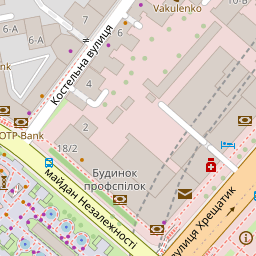 6-А
7
6
6-А
Vakulenko
nk
4
Костельна вулиця
2
OTP Bank
18/2
Будинок
профспілок
майдан Незалежності
вулиця Хрещатик